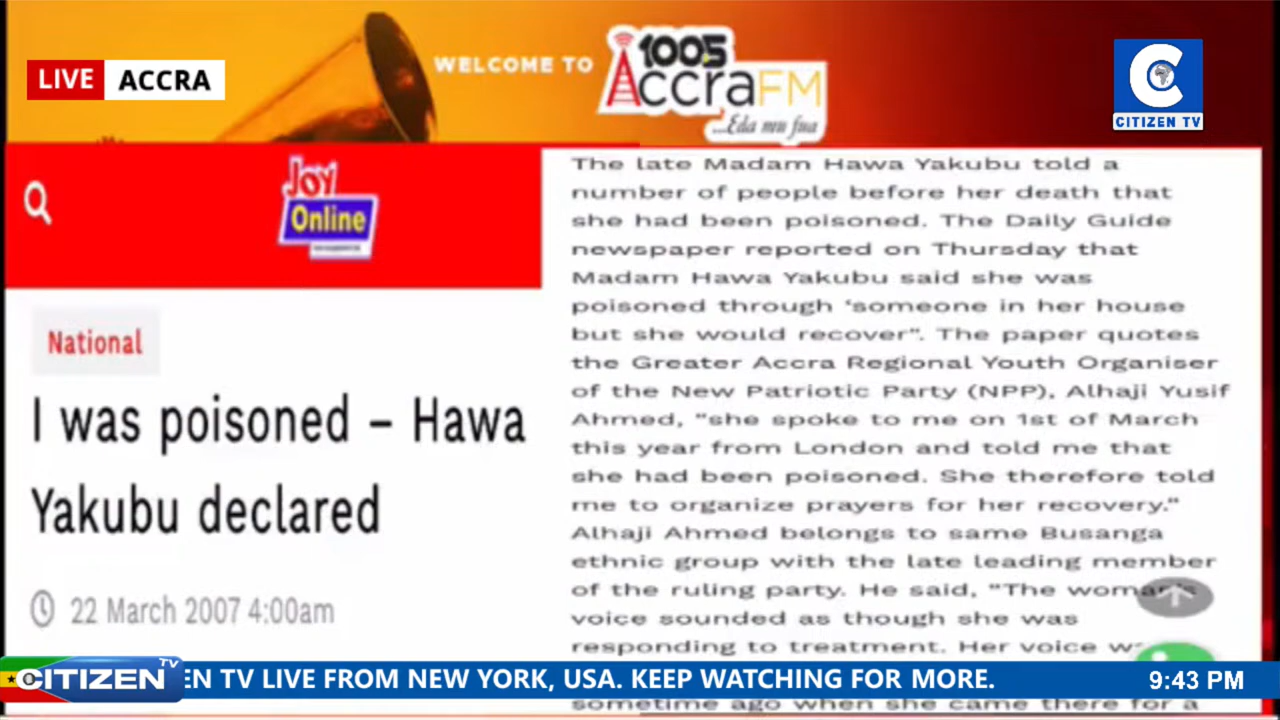 LIVE ACCRA
WELCOME TO
100.5
AccraFM
...Eda mu fua
C
CITIZEN TV
Joy
Online
National
I was poisoned – Hawa
Yakubu declared
22 March 2007 4:00am
The late Madam Hawa Yakubu told a
number of people before her death that
she had been poisoned. The Daily Guide
newspaper reported on Thursday that
Madam Hawa Yakubu said she was
poisoned through ‘someone in her house
but she would recover”. The paper quotes
the Greater Accra Regional Youth Organiser
of the New Patriotic Party (NPP), Alhaji Yusif
Ahmed, “she spoke to me on 1st of March
this year from London and told me that
she had been poisoned. She therefore told
me to organize prayers for her recovery.”
Alhaji Ahmed belongs to same Busanga
ethnic group with the late leading member
of the ruling party. He said, “The woman's
voice sounded as though she was
responding to treatment. Her voice
sometime ago when she came there for a
CITIZEN TV
EN TV LIVE FROM NEW YORK, USA. KEEP WATCHING FOR MORE.
9:43 PM